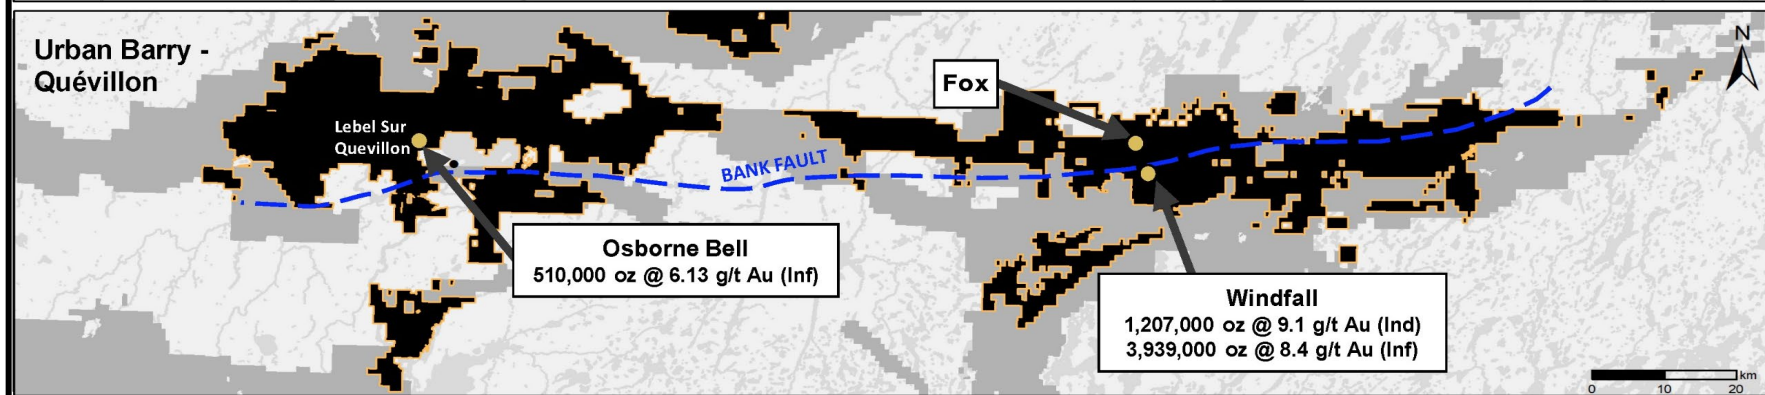 Urban Barry -
Quévillon
N
Fox
Lebel Sur
Quevillon
BANK FAULT
Osborne Bell
510,000 oz @ 6.13 g/t Au (Inf)
Windfall
1,207,000 oz @ 9.1 g/t Au (Ind)
3,939,000 oz @ 8.4 g/t Au (Inf)
km
0 10 20